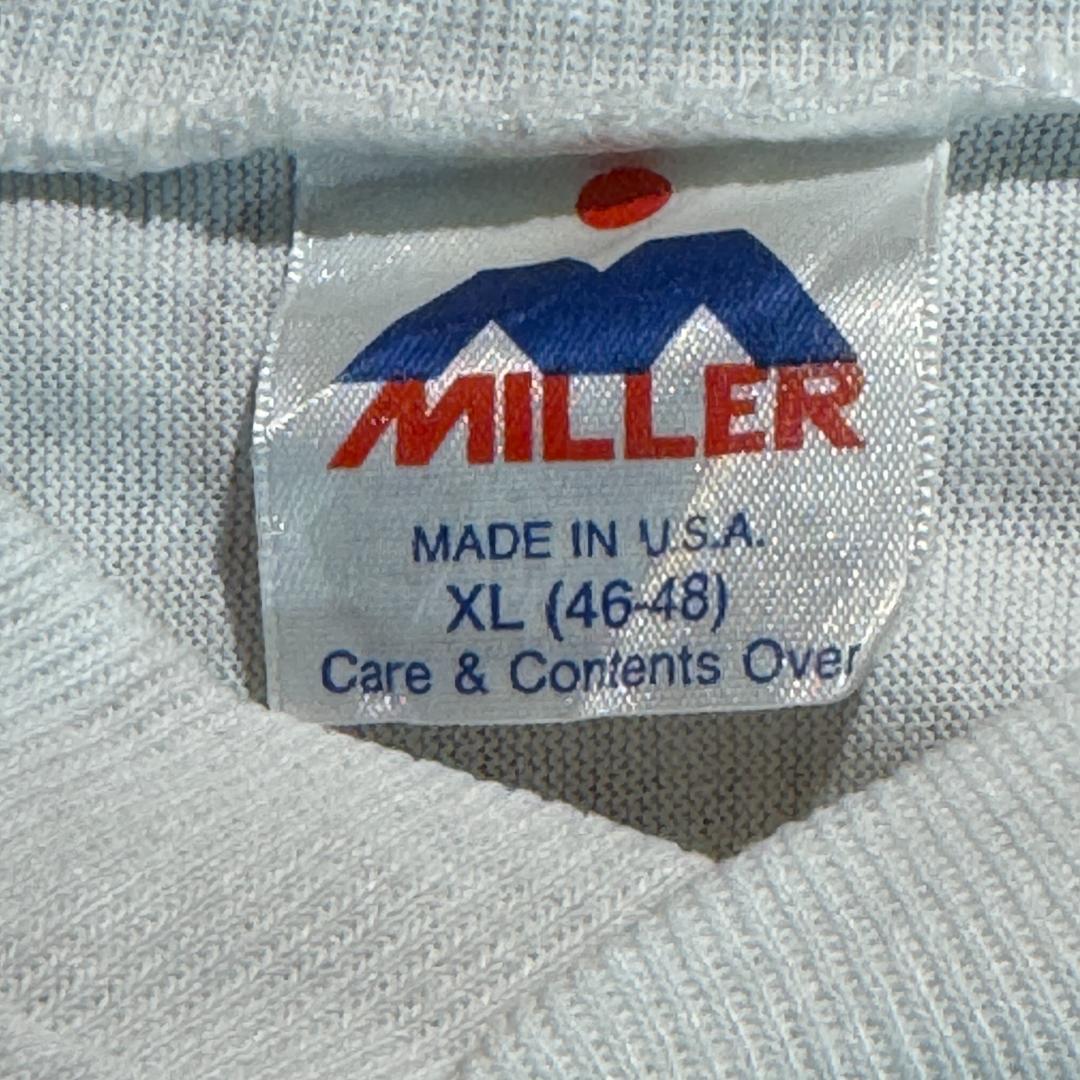 MILLER
MADE IN U.S.A.
XL (46-48)
Care & Contents Over